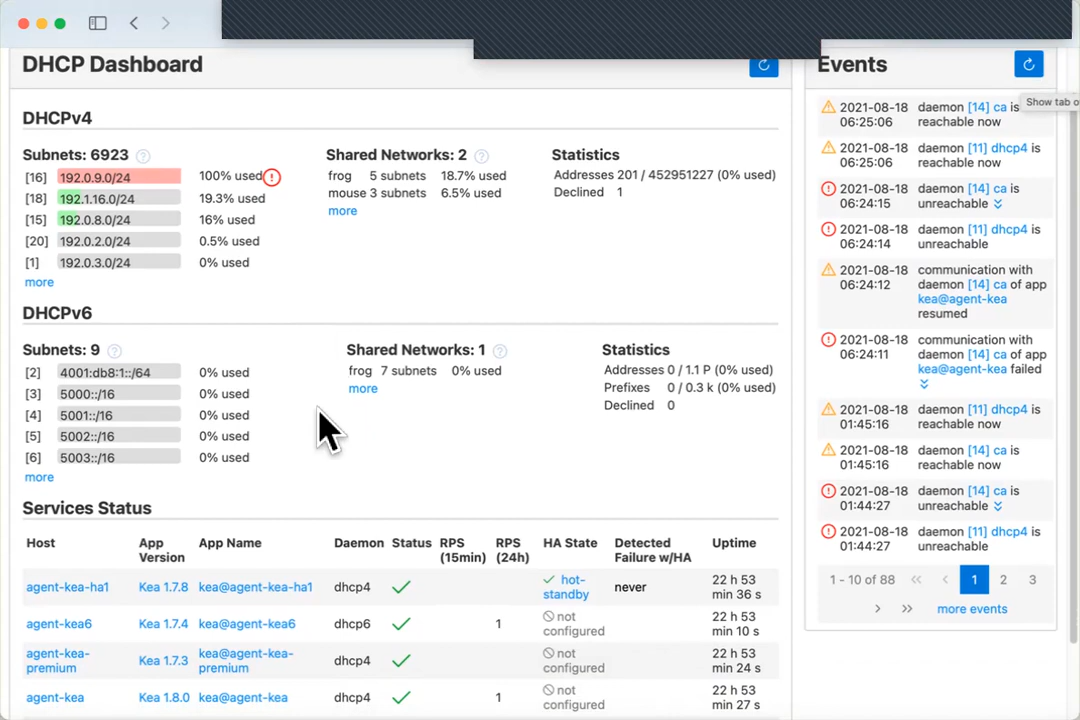 DHCP Dashboard
DHCPv4
Subnets: 6923
[16] 192.0.9.0/24 100% used
[18] 192.1.16.0/24 19.3% used
[15] 192.0.8.0/24 16% used
[20] 192.0.2.0/24 0.5% used
[1] 192.0.3.0/24 0% used
more
Shared Networks: 2
frog 5 subnets 18.7% used
mouse 3 subnets 6.5% used
more
Statistics
Addresses 201 / 452951227 (0% used)
Declined 1
DHCPv6
Subnets: 9
[2] 4001:db8:1::/64 0% used
[3] 5000::/16 0% used
[4] 5001::/16 0% used
[5] 5002::/16 0% used
[6] 5003::/16 0% used
more
Shared Networks: 1
frog 7 subnets 0% used
more
Statistics
Addresses 0 / 1.1 P (0% used)
Prefixes 0 / 0.3 k (0% used)
Declined 0
Services Status
Host App Version App Name Daemon Status RPS (15min) RPS (24h) HA State Detected Failure w/HA Uptime
agent-kea-ha1 Kea 1.7.8 kea@agent-kea-ha1 dhcp4 hot-standby never 22 h 53 min 36 s
agent-kea6 Kea 1.7.4 kea@agent-kea6 dhcp6 1 not configured 22 h 53 min 10 s
agent-kea-premium Kea 1.7.3 kea@agent-kea-premium dhcp4 not configured 22 h 53 min 24 s
agent-kea Kea 1.8.0 kea@agent-kea dhcp4 1 not configured 22 h 53 min 27 s
Events
Show tab o
2021-08-18 06:25:06 daemon [14] ca is reachable now
2021-08-18 06:25:06 daemon [11] dhcp4 is reachable now
2021-08-18 06:24:15 daemon [14] ca is unreachable
2021-08-18 06:24:14 daemon [11] dhcp4 is unreachable
2021-08-18 06:24:12 communication with daemon [14] ca of app kea@agent-kea resumed
2021-08-18 06:24:11 communication with daemon [14] ca of app kea@agent-kea failed
2021-08-18 01:45:16 daemon [11] dhcp4 is reachable now
2021-08-18 01:45:16 daemon [14] ca is reachable now
2021-08-18 01:44:27 daemon [14] ca is unreachable
2021-08-18 01:44:27 daemon [11] dhcp4 is unreachable
1 - 10 of 88 « ‹ 1 2 3
› » more events